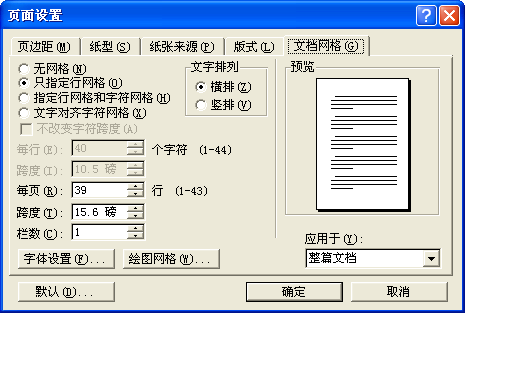 页面设置
页边距(M) 纸型(S) 纸张来源(P) 版式(L) 文档网格(G)
无网格(N)
只指定行网格(O)
指定行网格和字符网格(H)
文字对齐字符网格(X)
文字排列
横排(Z)
竖排(V)
预览
不改变字符跨度(A)
每行(E): 40 个字符 (1-44)
跨度(I): 10.5 磅
每页(R): 39 行 (1-43)
跨度(T): 15.6 磅
栏数(C): 1
应用于(Y):
整篇文档
字体设置(F)... 绘图网格(W)...
默认(D)... 确定 取消